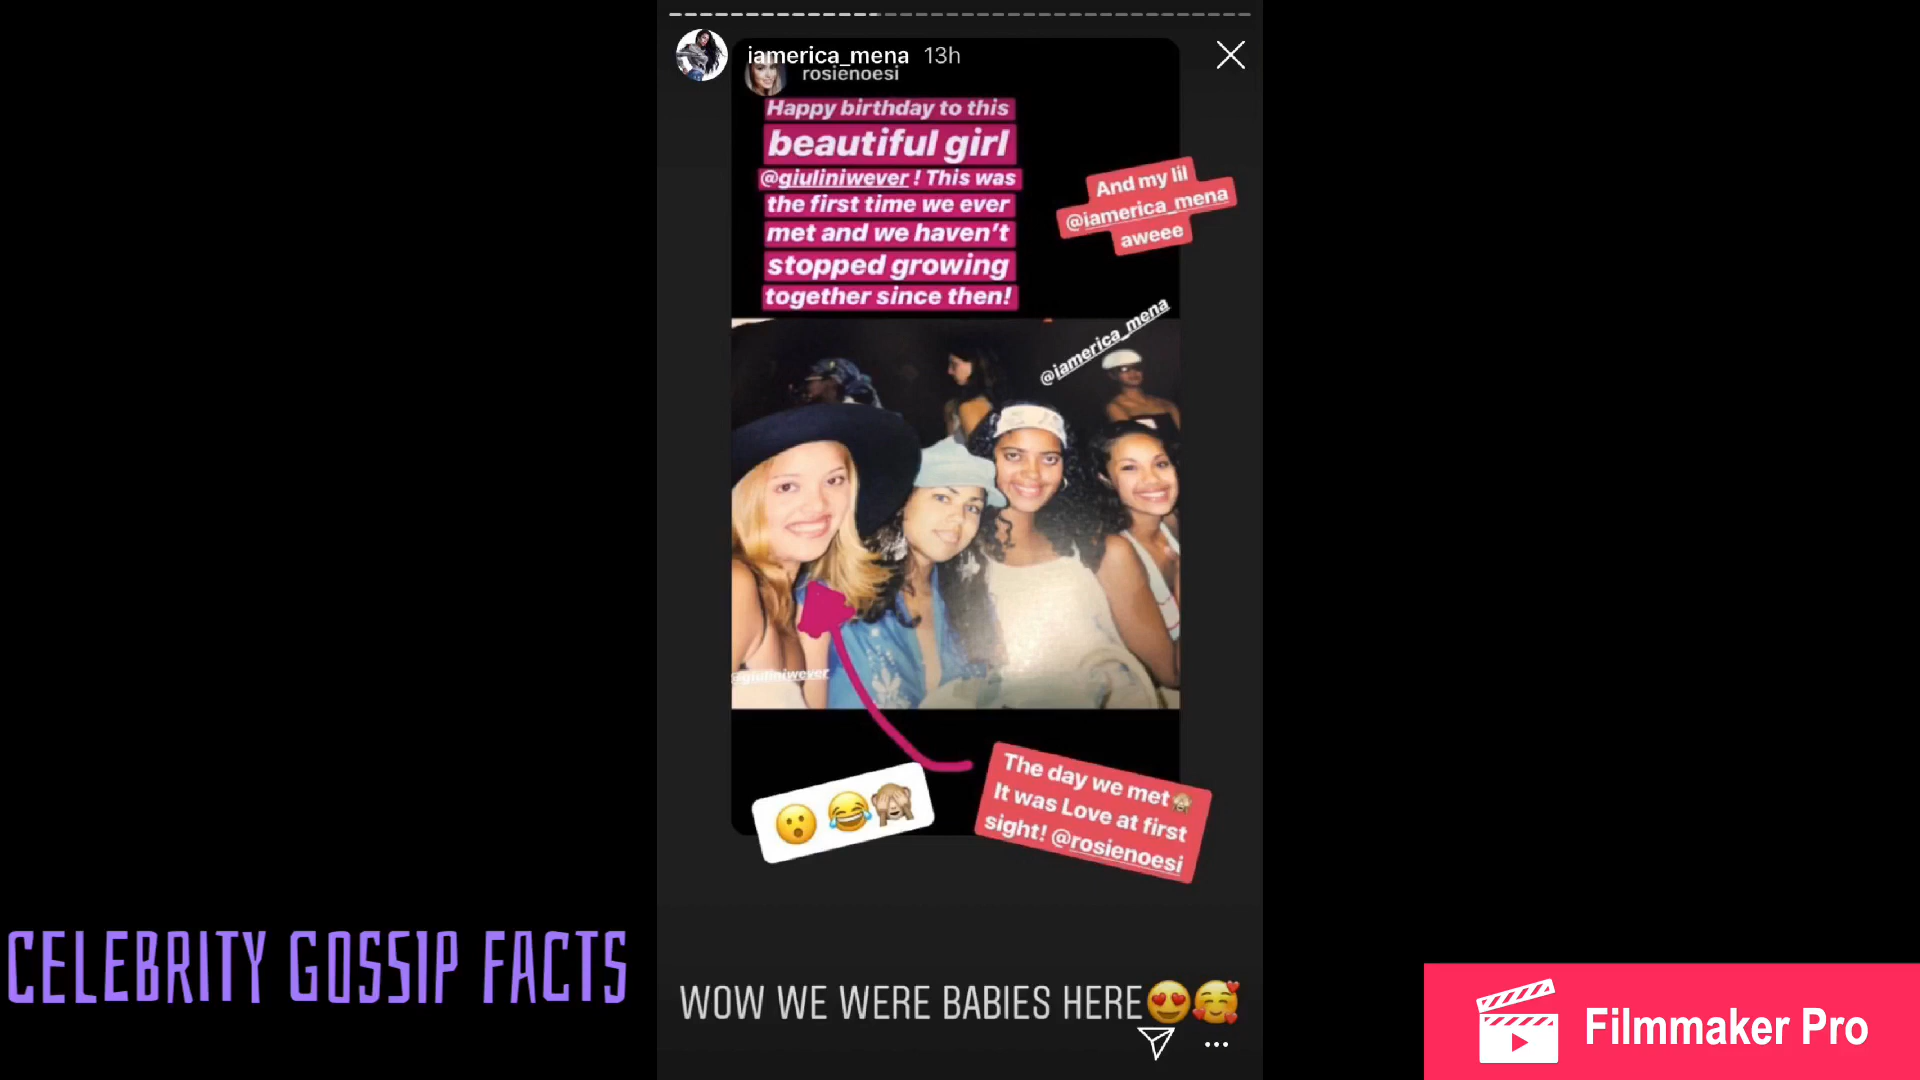 iamerica_mena 13h
rosienoesi
Happy birthday to this
beautiful girl
@giuliniwever ! This was
the first time we ever
met and we haven't
stopped growing
together since then!
And my lil
@iamerica_mena
aweee
@iamerica_mena
@giuliniwever
The day we met🙈
It was Love at first
sight! @rosienoesi
😮 😂🙈
CELEBRITY GOSSIP FACTS
WOW WE WERE BABIES HERE😍🥰
Filmmaker Pro